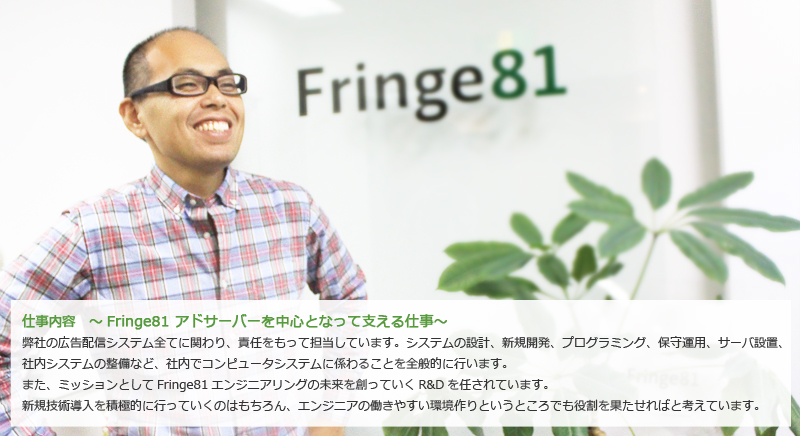 Fringe81
仕事内容　～ Fringe81 アドサーバーを中心となって支える仕事～
弊社の広告配信システム全てに関わり、責任をもって担当しています。システムの設計、新規開発、プログラミング、保守運用、サーバ設置、
社内システムの整備など、社内でコンピュータシステムに係わることを全般的に行います。
また、ミッションとして Fringe81 エンジニアリングの未来を創っていく R&D を任されています。
新規技術導入を積極的に行っていくのはもちろん、エンジニアの働きやすい環境作りというところでも役割を果たせればと考えています。